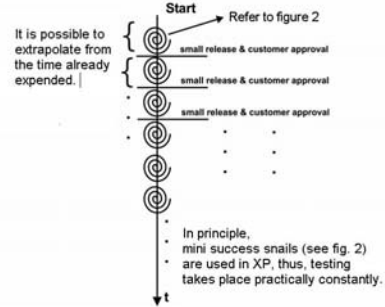 Start
Refer to figure 2
It is possible to
extrapolate from
the time already
expended.
small release & customer approval
small release & customer approval
small release & customer approval
In principle,
mini success snails (see fig. 2)
are used in XP, thus, testing
takes place practically constantly.
t